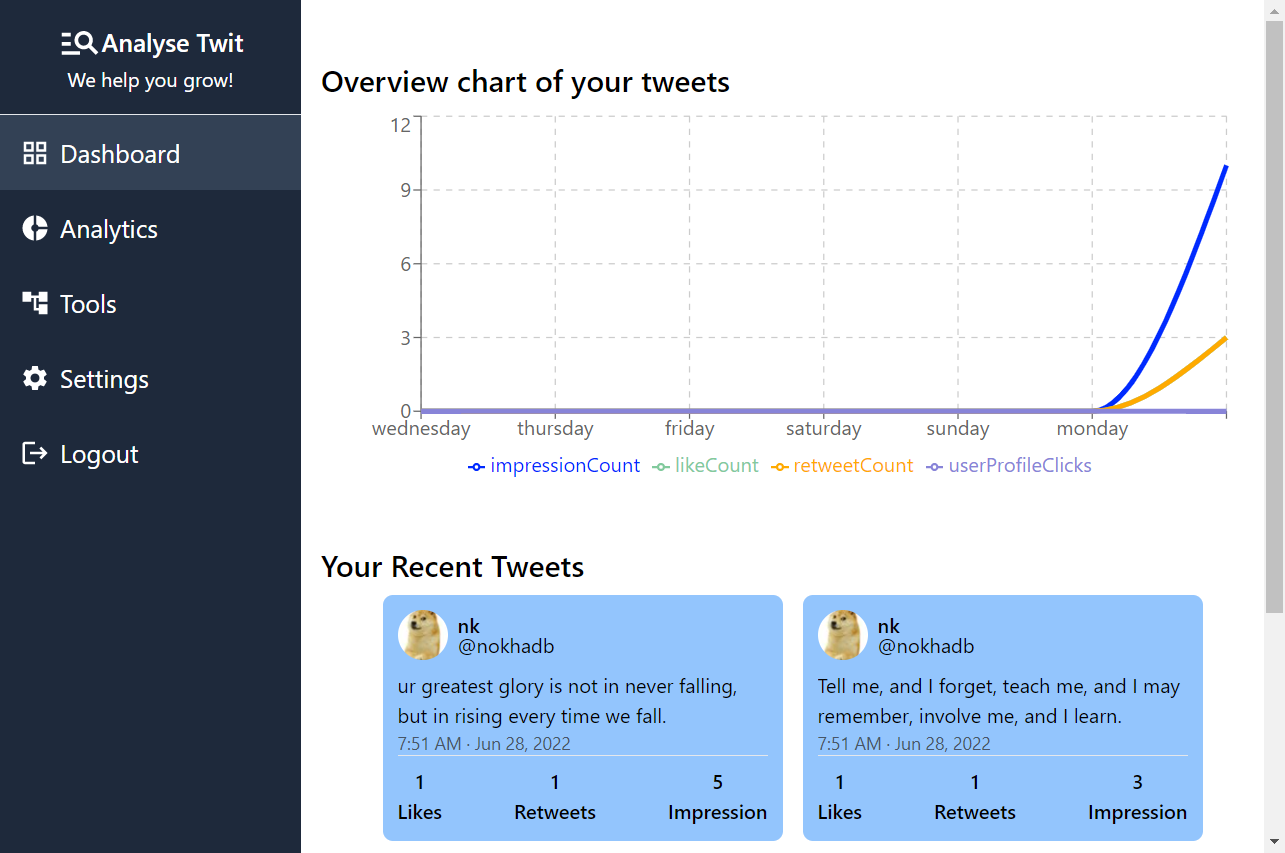 Analyse Twit
We help you grow!
Dashboard
Analytics
Tools
Settings
Logout
Overview chart of your tweets
12
9
6
3
0
wednesday thursday friday saturday sunday monday
impressionCount likeCount retweetCount userProfileClicks
Your Recent Tweets
nk
@nokhadb
ur greatest glory is not in never falling,
but in rising every time we fall.
7:51 AM · Jun 28, 2022
1 1 5
Likes Retweets Impression
nk
@nokhadb
Tell me, and I forget, teach me, and I may
remember, involve me, and I learn.
7:51 AM · Jun 28, 2022
1 1 3
Likes Retweets Impression